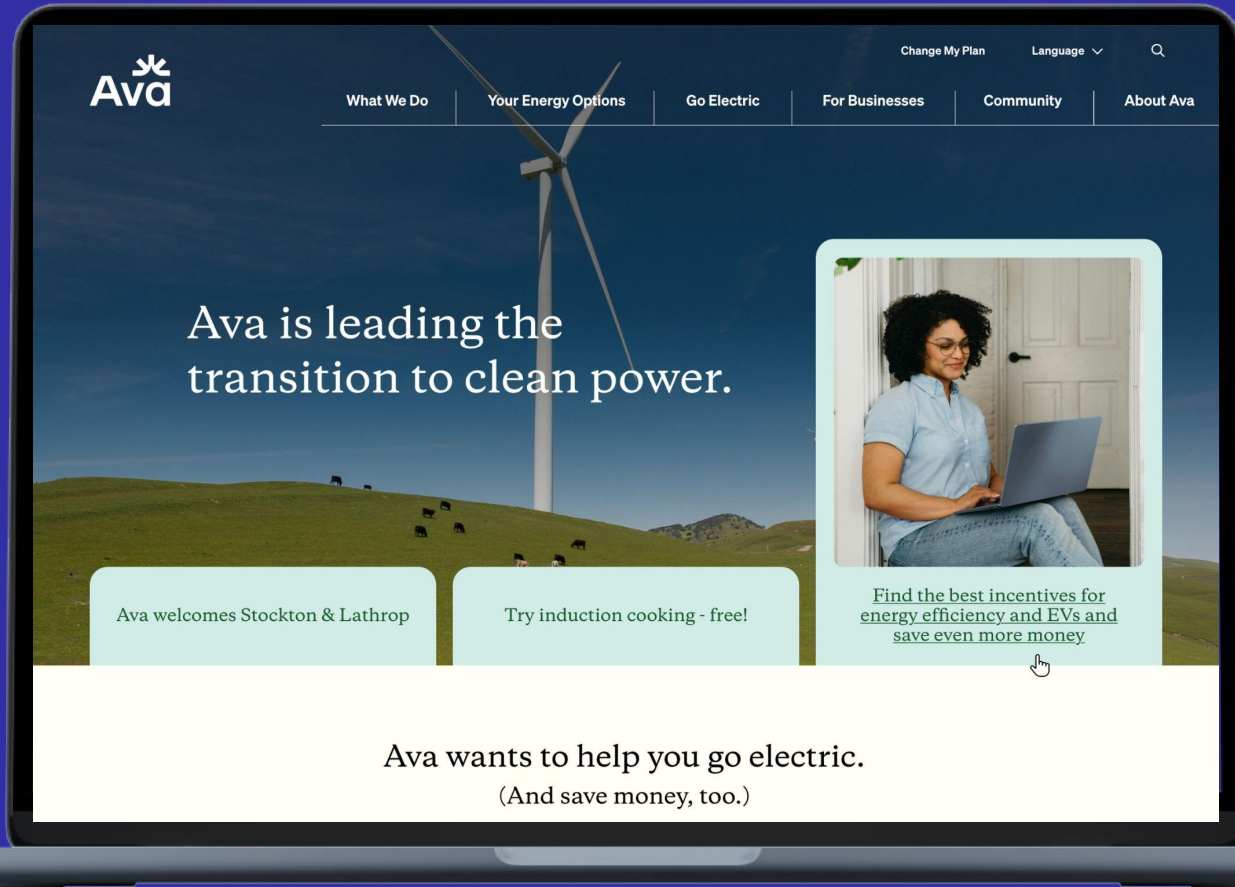 Ava
Change My Plan
Language
What We Do
Your Energy Options
Go Electric
For Businesses
Community
About Ava
Ava is leading the
transition to clean power.
Ava welcomes Stockton & Lathrop
Try induction cooking - free!
Find the best incentives for
energy efficiency and EVs and
save even more money
Ava wants to help you go electric.
(And save money, too.)